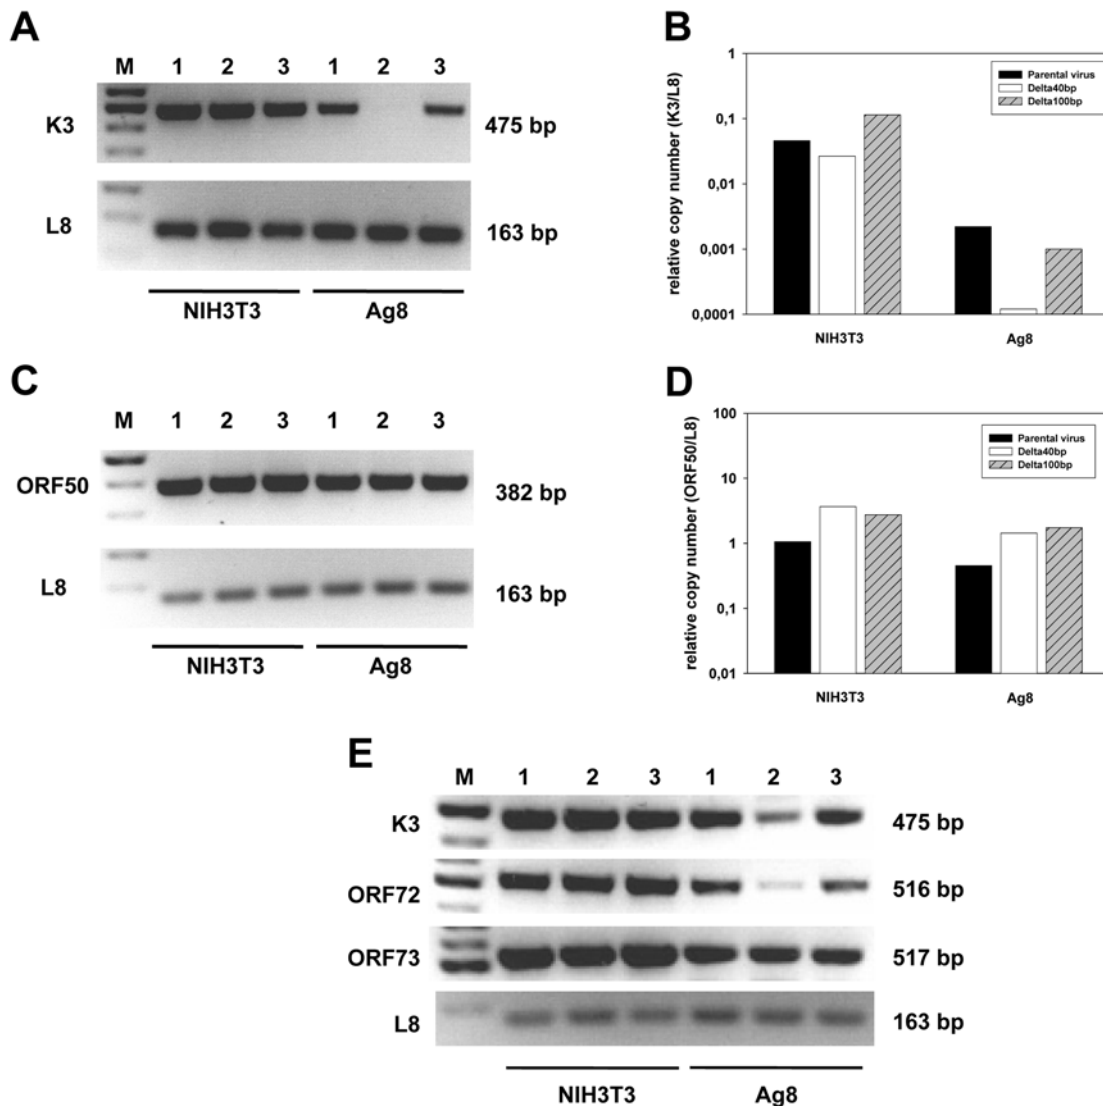 A
M 1 2 3 1 2 3
K3 475 bp
L8 163 bp
NIH3T3 Ag8
B
relative copy number (K3/L8)
1
0,1
0,01
0,001
0,0001
Parental virus
Delta40bp
Delta100bp
NIH3T3 Ag8
C
M 1 2 3 1 2 3
ORF50 382 bp
L8 163 bp
NIH3T3 Ag8
D
relative copy number (ORF50/L8)
100
10
1
0,1
0,01
Parental virus
Delta40bp
Delta100bp
NIH3T3 Ag8
E
M 1 2 3 1 2 3
K3 475 bp
ORF72 516 bp
ORF73 517 bp
L8 163 bp
NIH3T3 Ag8